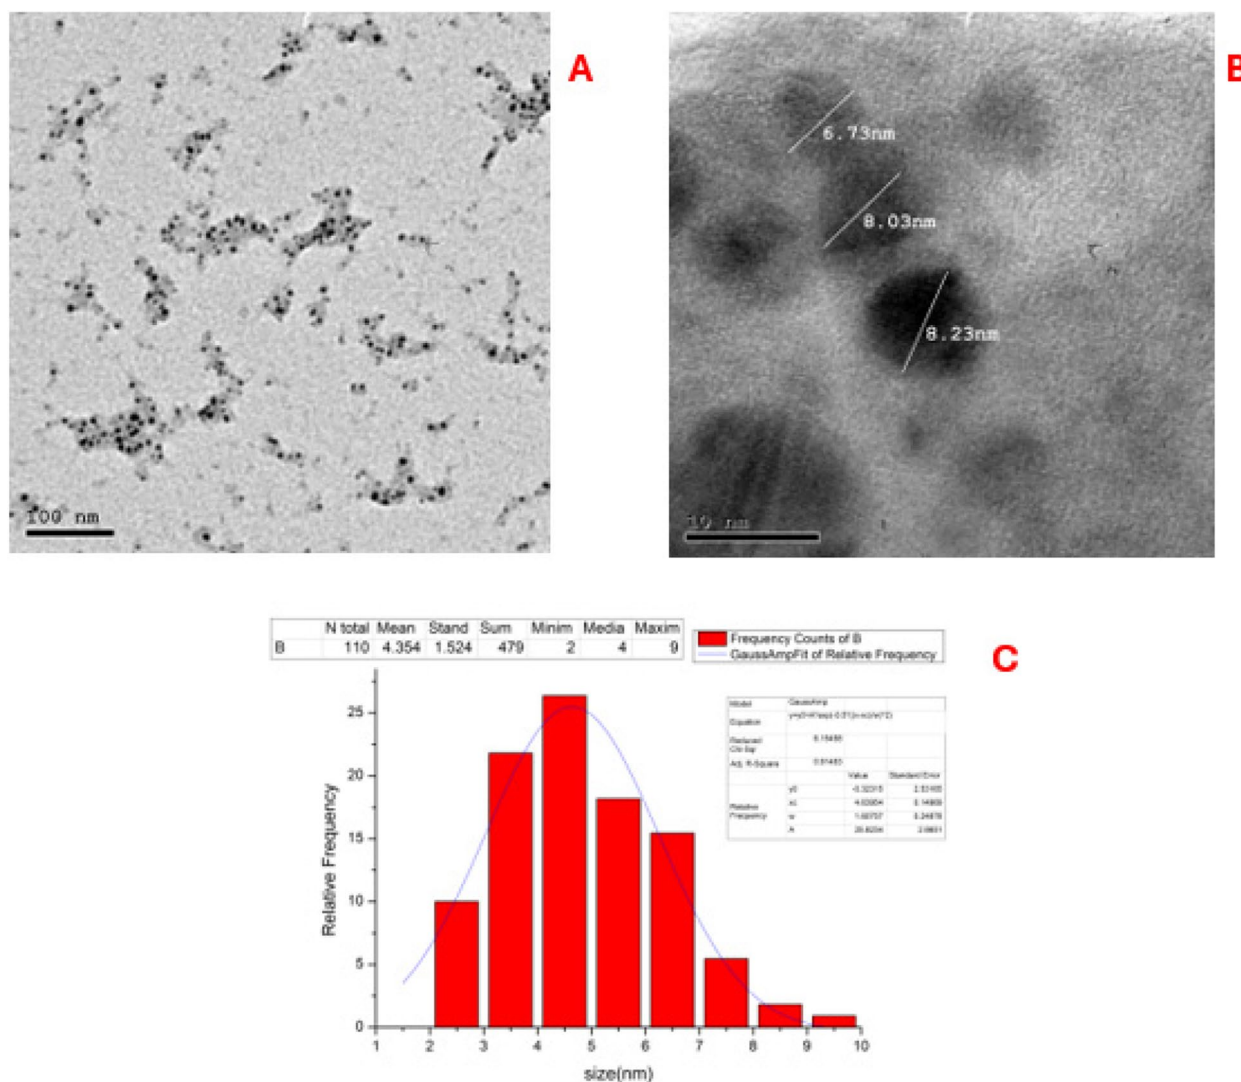 A
B
6.73nm
8.03nm
8.23nm
100 nm
10 nm
N total Mean Stand Sum Minim Media Maxim
B 110 4.354 1.524 479 2 4 9
Frequency Counts of B
GaussAmpFit of Relative Frequency
C
Model GaussAmp
Equation
Reduced
Chi-Sqr
Adj. R-Square
Value Standard Error
y0
xc
Relative
Frequency
w
A
25
20
15
10
5
0
Relative Frequency
1 2 3 4 5 6 7 8 9 10
size(nm)